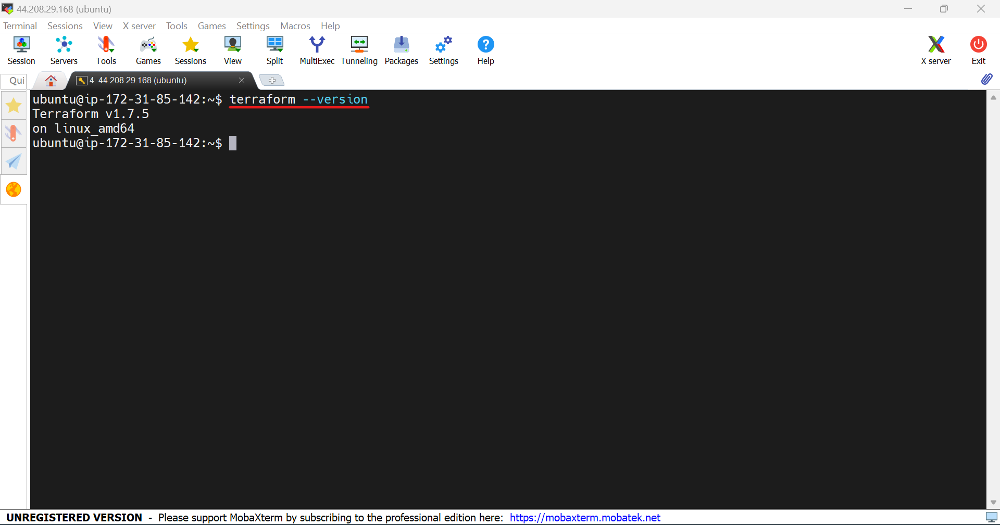 44.208.29.168 (ubuntu)
Terminal Sessions View X server Tools Games Settings Macros Help
Session Servers Tools Games Sessions View Split MultiExec Tunneling Packages Settings Help X server Exit
Qui 4. 44.208.29.168 (ubuntu)
ubuntu@ip-172-31-85-142:~$ terraform --version
Terraform v1.7.5
on linux_amd64
ubuntu@ip-172-31-85-142:~$
UNREGISTERED VERSION - Please support MobaXterm by subscribing to the professional edition here: https://mobaxterm.mobatek.net